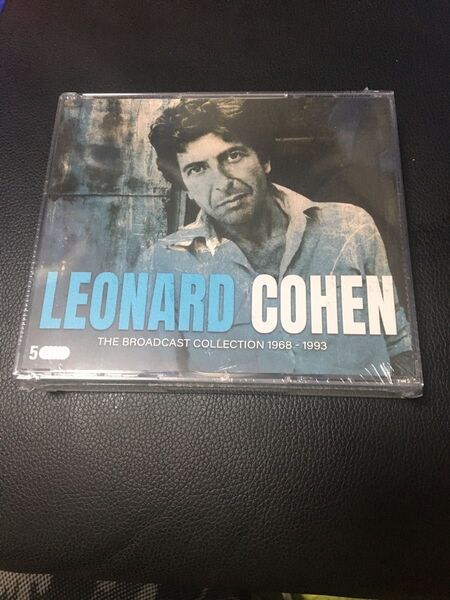 LEONARD COHEN
THE BROADCAST COLLECTION 1968 - 1993
5